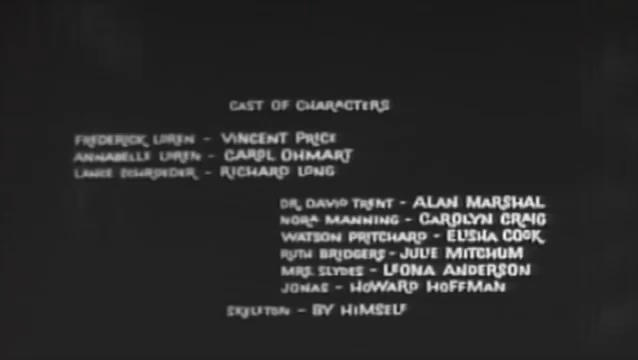 CAST OF CHARACTERS
FREDERICK LOREN - VINCENT PRICE
ANNABELLE LOREN - CAROL OHMART
LANCE SCHROEDER - RICHARD LONG
DR. DAVID TRENT - ALAN MARSHAL
NORA MANNING - CAROLYN CRAIG
WATSON PRITCHARD - ELISHA COOK
RUTH BRIDGERS - JULIE MITCHUM
MRS. SLYDES - LEONA ANDERSON
JONAS - HOWARD HOFFMAN
SKELETON - BY HIMSELF